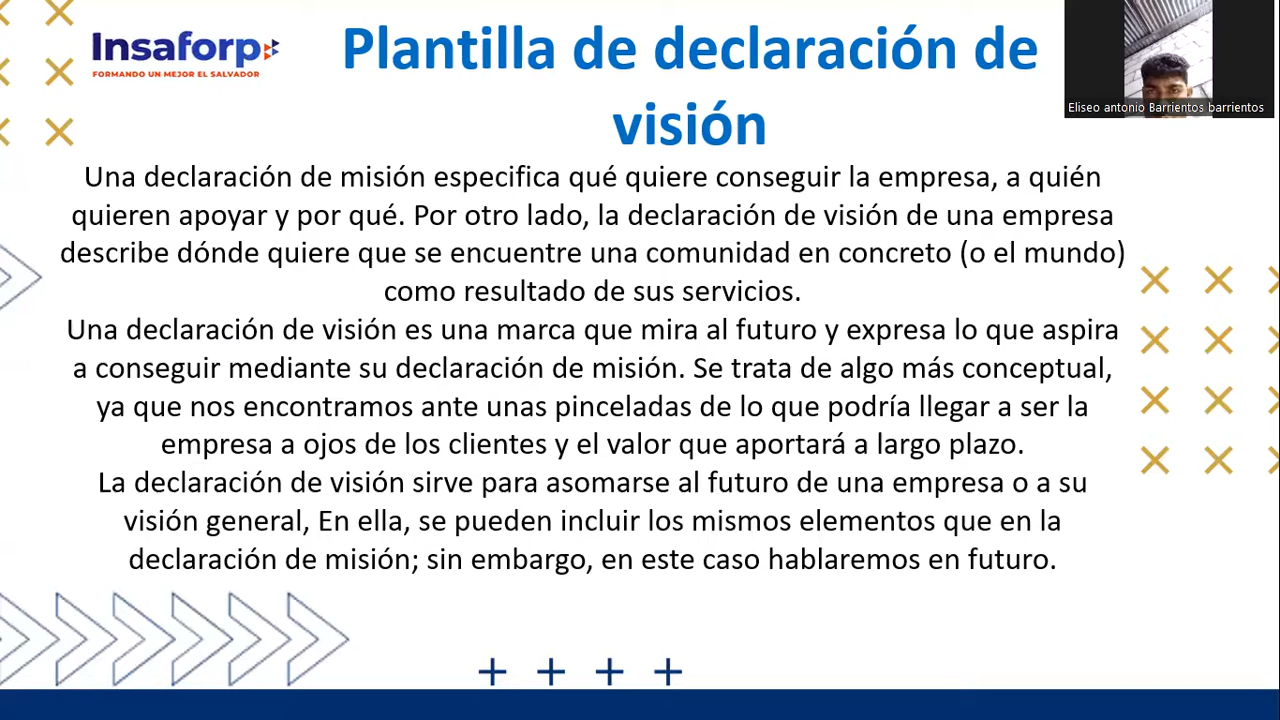 Insaforp
FORMANDO UN MEJOR EL SALVADOR
Plantilla de declaración de
visión
Eliseo antonio Barrientos barrientos
Una declaración de misión especifica qué quiere conseguir la empresa, a quién
quieren apoyar y por qué. Por otro lado, la declaración de visión de una empresa
describe dónde quiere que se encuentre una comunidad en concreto (o el mundo)
como resultado de sus servicios.
Una declaración de visión es una marca que mira al futuro y expresa lo que aspira
a conseguir mediante su declaración de misión. Se trata de algo más conceptual,
ya que nos encontramos ante unas pinceladas de lo que podría llegar a ser la
empresa a ojos de los clientes y el valor que aportará a largo plazo.
La declaración de visión sirve para asomarse al futuro de una empresa o a su
visión general, En ella, se pueden incluir los mismos elementos que en la
declaración de misión; sin embargo, en este caso hablaremos en futuro.